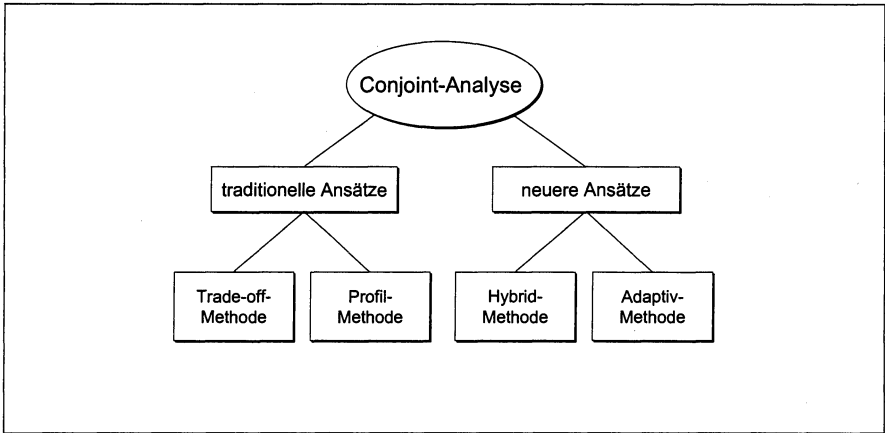 Conjoint-Analyse
traditionelle Ansätze
neuere Ansätze
Trade-off-
Methode
Profil-
Methode
Hybrid-
Methode
Adaptiv-
Methode